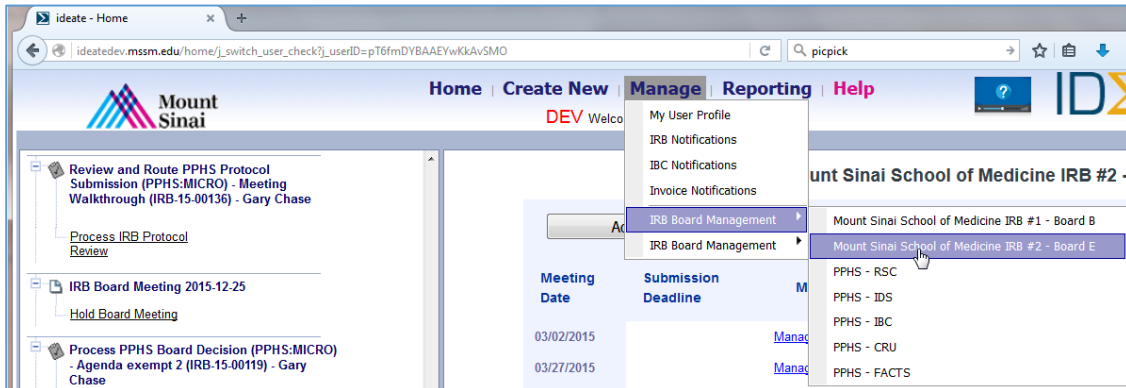 ideate - Home
ideatedev.mssm.edu/home/j_switch_user_check?j_userID=pT6fmDYBAAEYwKkAvSMO
picpick
Mount
Sinai
Home | Create New | Manage | Reporting | Help
DEV Welco
My User Profile
IRB Notifications
IBC Notifications
Invoice Notifications
IRB Board Management
IRB Board Management
Mount Sinai School of Medicine IRB #1 - Board B
Mount Sinai School of Medicine IRB #2 - Board E
PPHS - RSC
PPHS - IDS
PPHS - IBC
PPHS - CRU
PPHS - FACTS
Review and Route PPHS Protocol
Submission (PPHS:MICRO) - Meeting
Walkthrough (IRB-15-00136) - Gary Chase
Process IRB Protocol
Review
IRB Board Meeting 2015-12-25
Hold Board Meeting
Process PPHS Board Decision (PPHS:MICRO)
- Agenda exempt 2 (IRB-15-00119) - Gary
Chase
unt Sinai School of Medicine IRB #2 -
Meeting
Date
Submission
Deadline
03/02/2015
Manag
03/27/2015
Manag